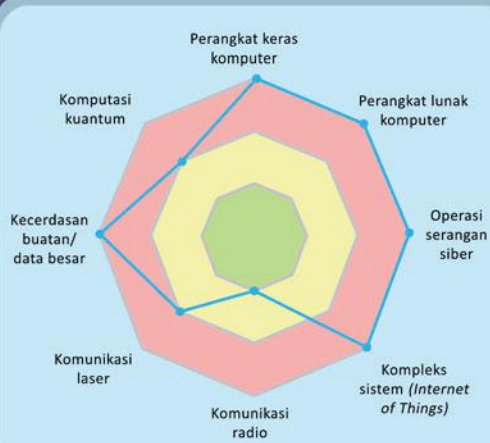 Perangkat keras
komputer
Komputasi
kuantum
Perangkat lunak
komputer
Kecerdasan
buatan/
data besar
Operasi
serangan
siber
Komunikasi
laser
Kompleks
sistem (Internet
of Things)
Komunikasi
radio